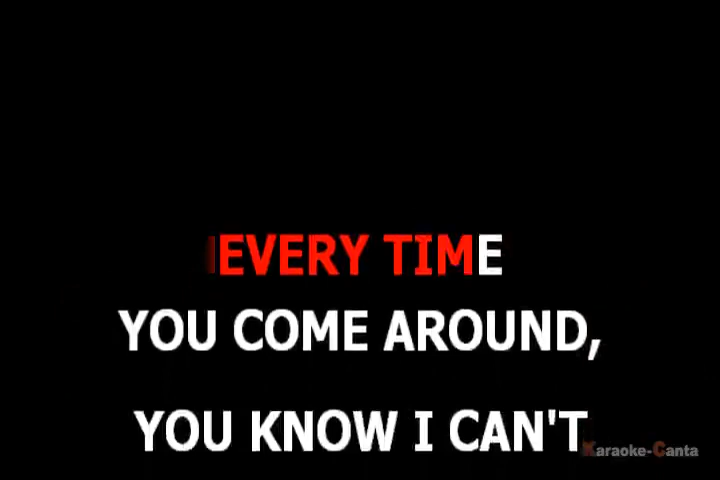 EVERY TIME
YOU COME AROUND,
YOU KNOW I CAN'T
Karaoke-Canta